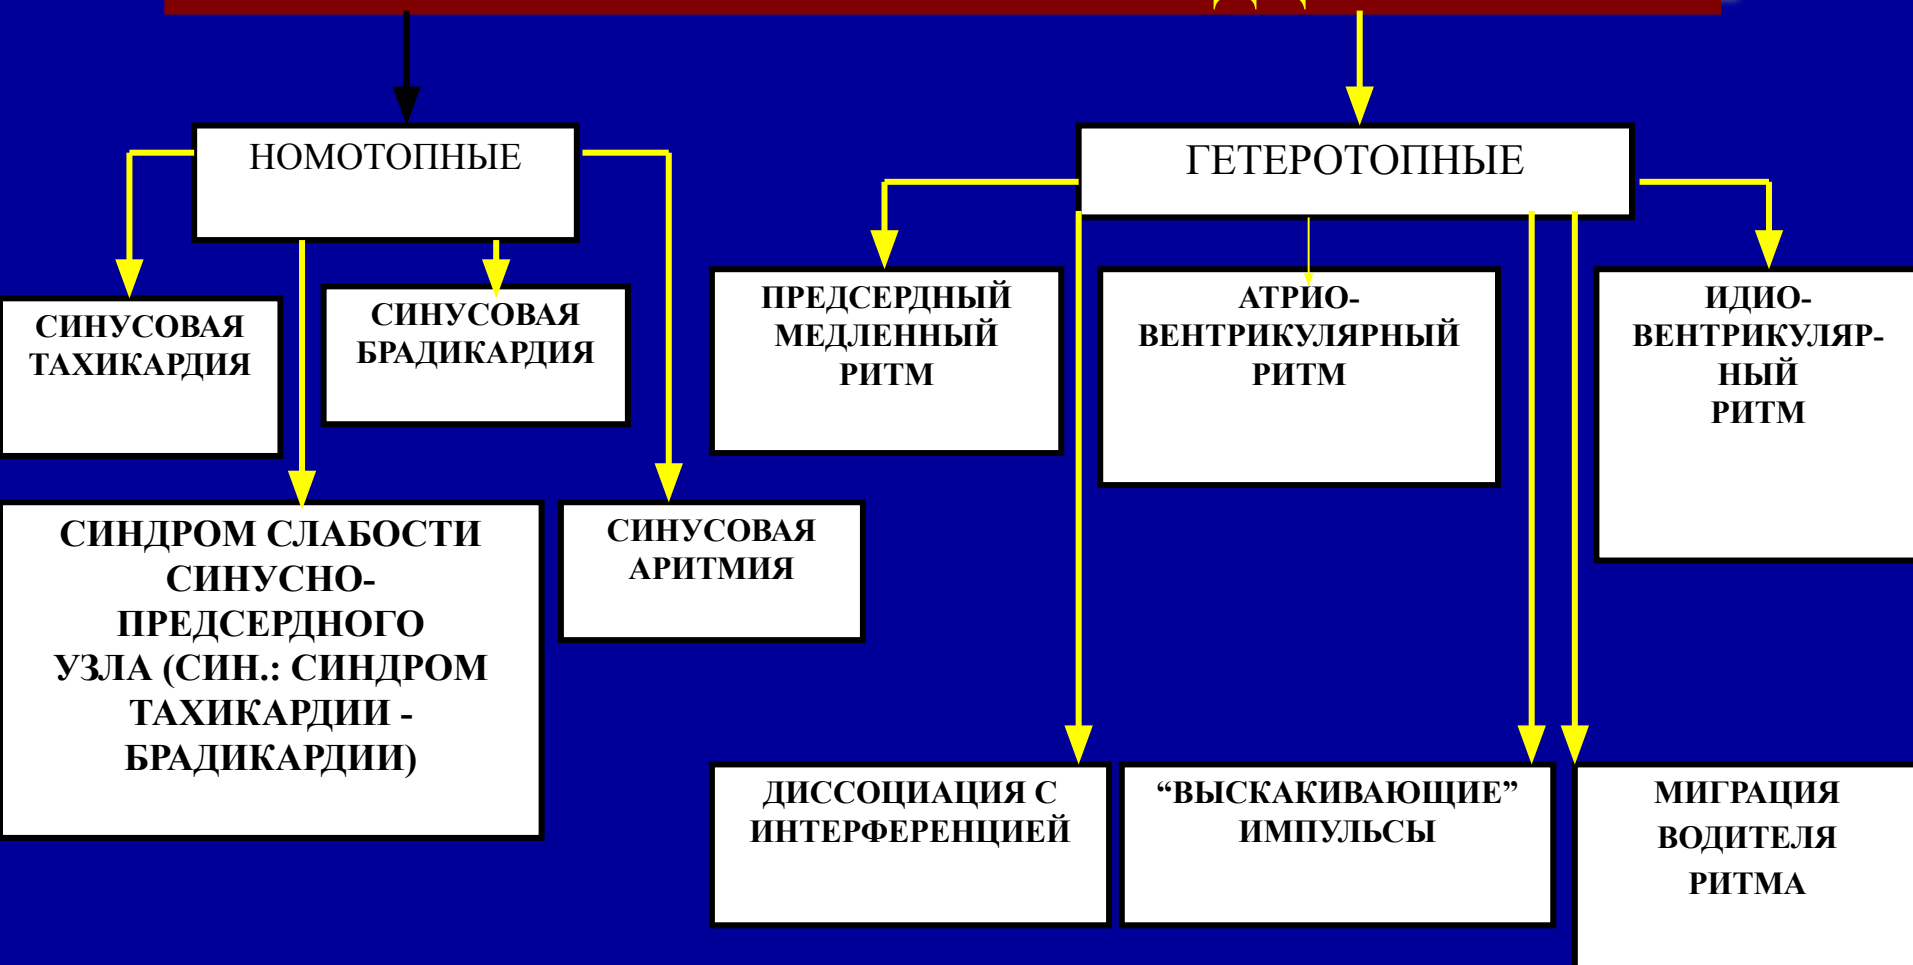 НОМОТОПНЫЕ
ГЕТЕРОТОПНЫЕ
СИНУСОВАЯ
ТАХИКАРДИЯ
СИНУСОВАЯ
БРАДИКАРДИЯ
ПРЕДСЕРДНЫЙ
МЕДЛЕННЫЙ
РИТМ
АТРИО-
ВЕНТРИКУЛЯРНЫЙ
РИТМ
ИДИО-
ВЕНТРИКУЛЯР-
НЫЙ
РИТМ
СИНДРОМ СЛАБОСТИ
СИНУСНО-
ПРЕДСЕРДНОГО
УЗЛА (СИН.: СИНДРОМ
ТАХИКАРДИИ -
БРАДИКАРДИИ)
СИНУСОВАЯ
АРИТМИЯ
ДИССОЦИАЦИЯ С
ИНТЕРФЕРЕНЦИЕЙ
“ВЫСКАКИВАЮЩИЕ”
ИМПУЛЬСЫ
МИГРАЦИЯ
ВОДИТЕЛЯ
РИТМА